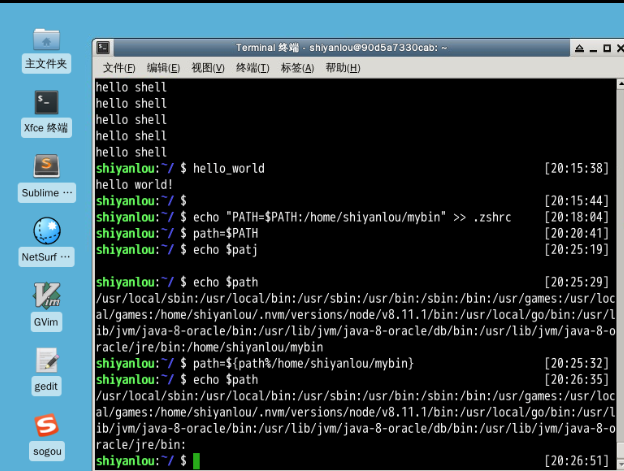 主文件夹
Xfce 终端
Sublime ···
NetSurf ···
GVim
gedit
sogou
Terminal 终端 - shiyanlou@90d5a7330cab: ~
文件(F) 编辑(E) 视图(V) 终端(T) 标签(A) 帮助(H)
hello shell
hello shell
hello shell
hello shell
hello shell
shiyanlou:~/ $ hello_world [20:15:38]
hello world!
shiyanlou:~/ $ [20:15:44]
shiyanlou:~/ $ echo "PATH=$PATH:/home/shiyanlou/mybin" >> .zshrc [20:18:04]
shiyanlou:~/ $ path=$PATH [20:20:41]
shiyanlou:~/ $ echo $patj [20:25:19]
shiyanlou:~/ $ echo $path [20:25:29]
/usr/local/sbin:/usr/local/bin:/usr/sbin:/usr/bin:/sbin:/bin:/usr/games:/usr/loc
al/games:/home/shiyanlou/.nvm/versions/node/v8.11.1/bin:/usr/local/go/bin:/usr/l
ib/jvm/java-8-oracle/bin:/usr/lib/jvm/java-8-oracle/db/bin:/usr/lib/jvm/java-8-o
racle/jre/bin:/home/shiyanlou/mybin
shiyanlou:~/ $ path=${path%/home/shiyanlou/mybin} [20:25:32]
shiyanlou:~/ $ echo $path [20:26:35]
/usr/local/sbin:/usr/local/bin:/usr/sbin:/usr/bin:/sbin:/bin:/usr/games:/usr/loc
al/games:/home/shiyanlou/.nvm/versions/node/v8.11.1/bin:/usr/local/go/bin:/usr/l
ib/jvm/java-8-oracle/bin:/usr/lib/jvm/java-8-oracle/db/bin:/usr/lib/jvm/java-8-o
racle/jre/bin:
shiyanlou:~/ $ [20:26:51]